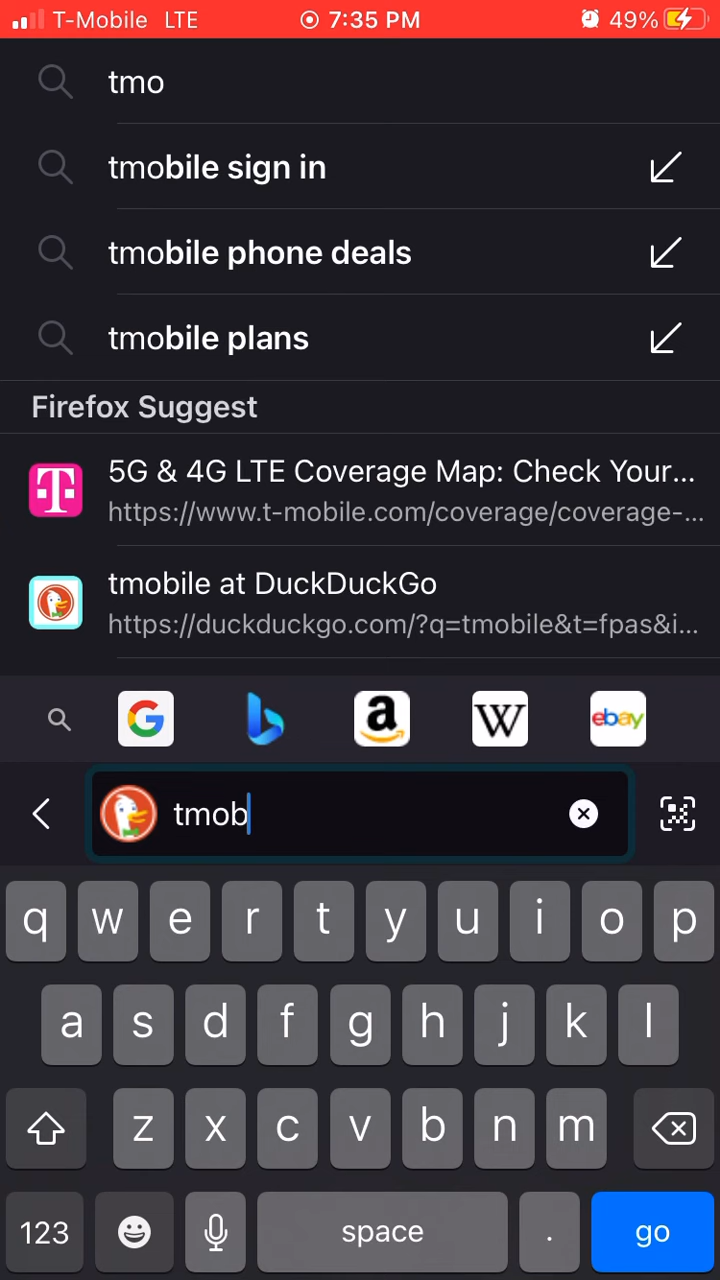 T-Mobile LTE 7:35 PM 49%
tmo
tmobile sign in
tmobile phone deals
tmobile plans
Firefox Suggest
T 5G & 4G LTE Coverage Map: Check Your...
https://www.t-mobile.com/coverage/coverage-...
tmobile at DuckDuckGo
https://duckduckgo.com/?q=tmobile&t=fpas&i...
G b a W ebay
tmob
q w e r t y u i o p
a s d f g h j k l
z x c v b n m
123 space . go